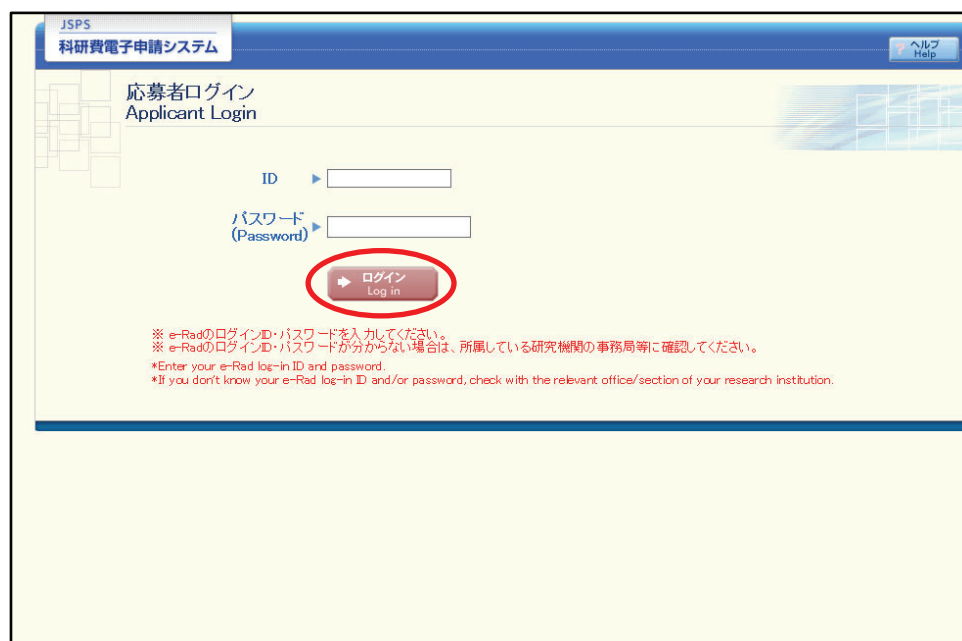 JSPS
科研費電子申請システム
? ヘルプ
Help
応募者ログイン
Applicant Login
ID
パスワード
(Password)
ログイン
Log in
※ e-RadのログインID・パスワードを入力してください。
※ e-RadのログインID・パスワードが分からない場合は、所属している研究機関の事務局等に確認してください。
*Enter your e-Rad log-in ID and password.
*If you don't know your e-Rad log-in ID and/or password, check with the relevant office/section of your research institution.